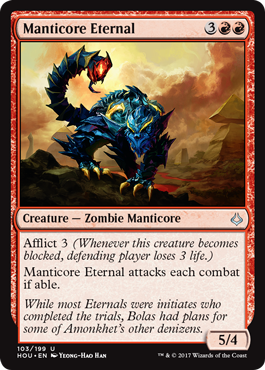 Manticore Eternal 3
Creature — Zombie Manticore
Afflict 3 (Whenever this creature becomes
blocked, defending player loses 3 life.)
Manticore Eternal attacks each combat
if able.
While most Eternals were initiates who
completed the trials, Bolas had plans for
some of Amonkhet's other denizens.
5/4
103/199 U
HOU • EN Yeong-Hao Han
™ & © 2017 Wizards of the Coast